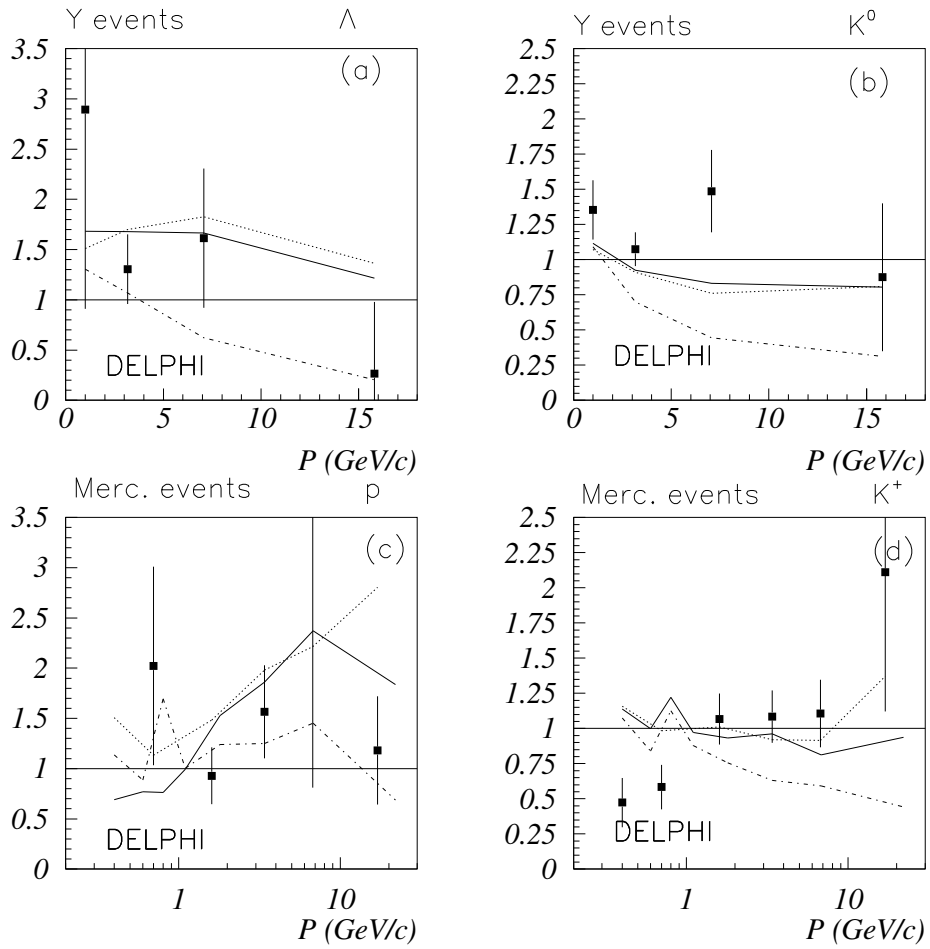 Y events Λ
3.5
3
2.5
2
1.5
1
0.5
0
(a)
DELPHI
0 5 10 15
P (GeV/c)
Y events K⁰
2.5
2.25
2
1.75
1.5
1.25
1
0.75
0.5
0.25
0
(b)
DELPHI
0 5 10 15
P (GeV/c)
Merc. events p
3.5
3
2.5
2
1.5
1
0.5
0
(c)
DELPHI
1 10
P (GeV/c)
Merc. events K⁺
2.5
2.25
2
1.75
1.5
1.25
1
0.75
0.5
0.25
0
(d)
DELPHI
1 10
P (GeV/c)